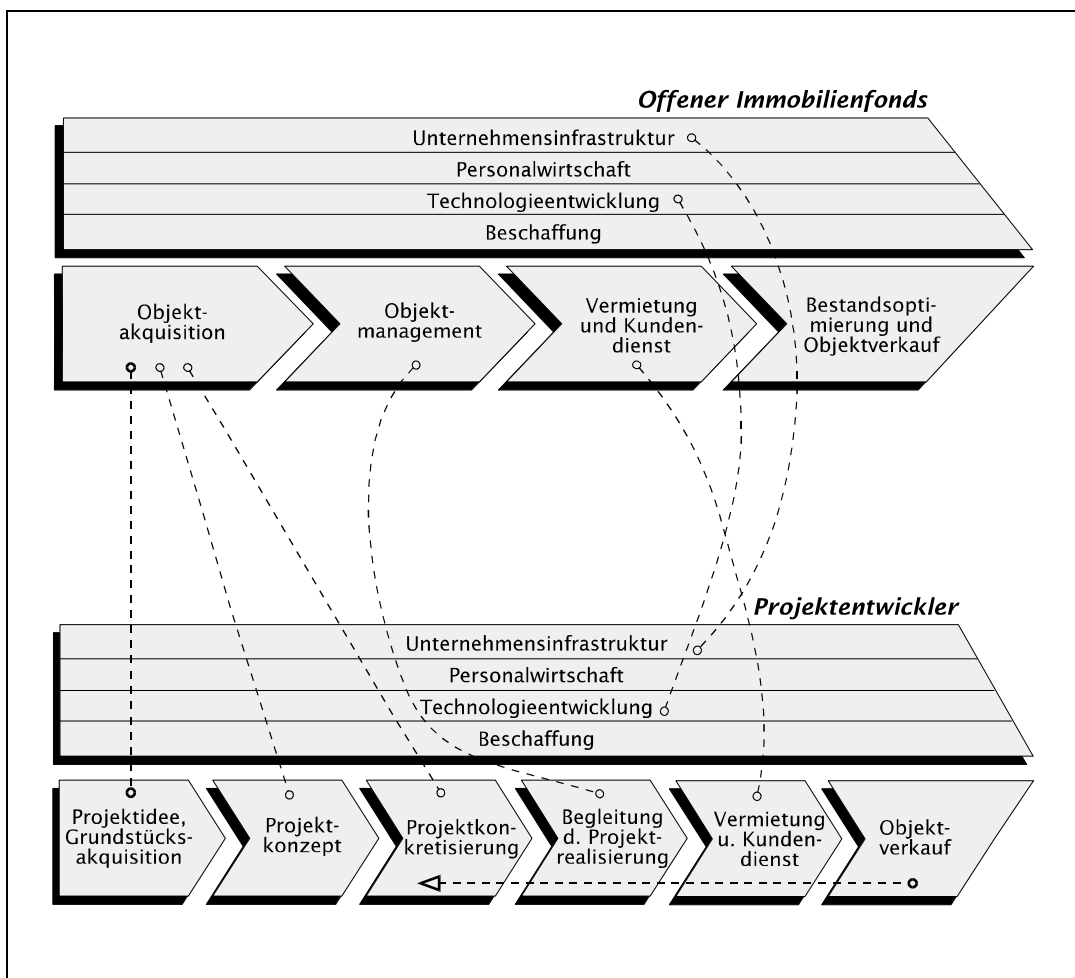 Offener Immobilienfonds
Unternehmensinfrastruktur
Personalwirtschaft
Technologieentwicklung
Beschaffung
Objekt-
akquisition
Objekt-
management
Vermietung
und Kunden-
dienst
Bestandsopti-
mierung und
Objektverkauf
Projektentwickler
Unternehmensinfrastruktur
Personalwirtschaft
Technologieentwicklung
Beschaffung
Projektidee,
Grundstücks-
akquisition
Projekt-
konzept
Projektkon-
kretisierung
Begleitung
d. Projekt-
realisierung
Vermietung
u. Kunden-
dienst
Objekt-
verkauf